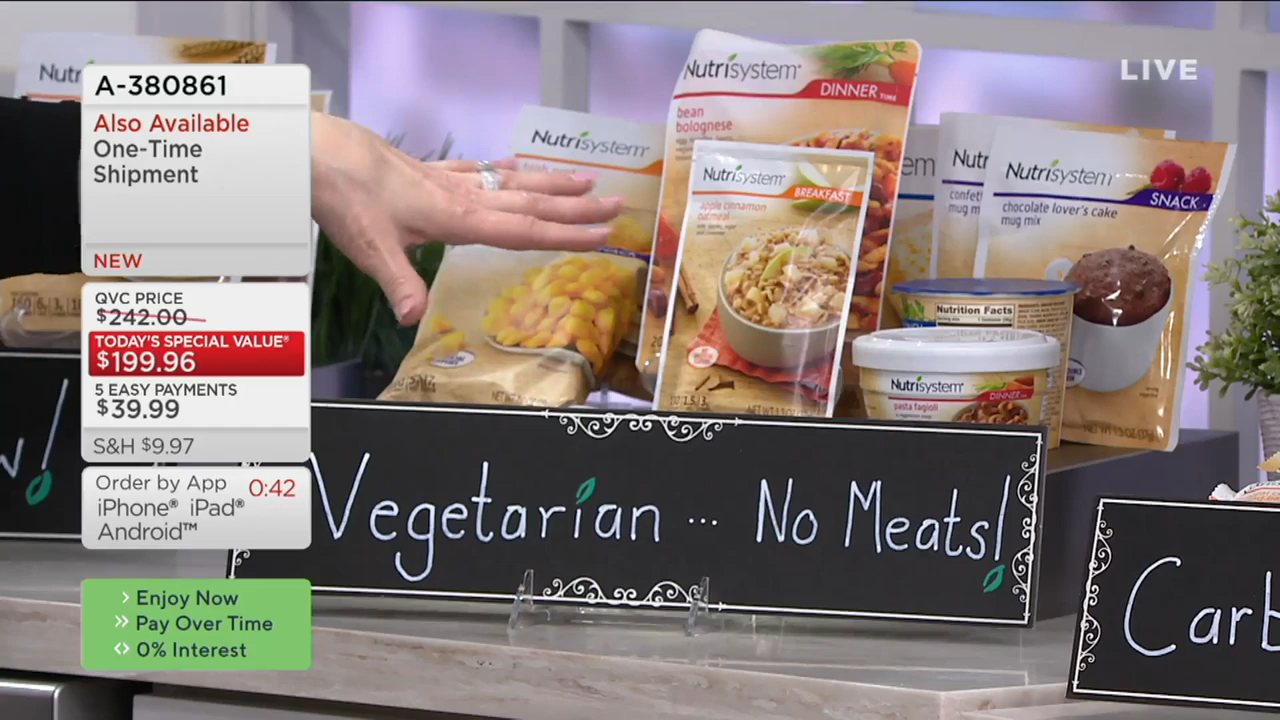 A-380861
Also Available
One-Time
Shipment
NEW
QVC PRICE
$242.00
TODAY'S SPECIAL VALUE®
$199.96
5 EASY PAYMENTS
$39.99
S&H $9.97
Order by App 0:42
iPhone® iPad®
Android™
> Enjoy Now
» Pay Over Time
<> 0% Interest
LIVE
Nutrisystem
Nutrisystem®
DINNER TIME
bean
bolognese
Nutrisystem®
BREAKFAST
apple cinnamon
oatmeal
Nutrisystem
SNACK
chocolate lover's cake
mug mix
mug m
Nutrition Facts
Nutrisystem
DINNER
pasta fagioli
Vegetarian ... No Meats!
Carb